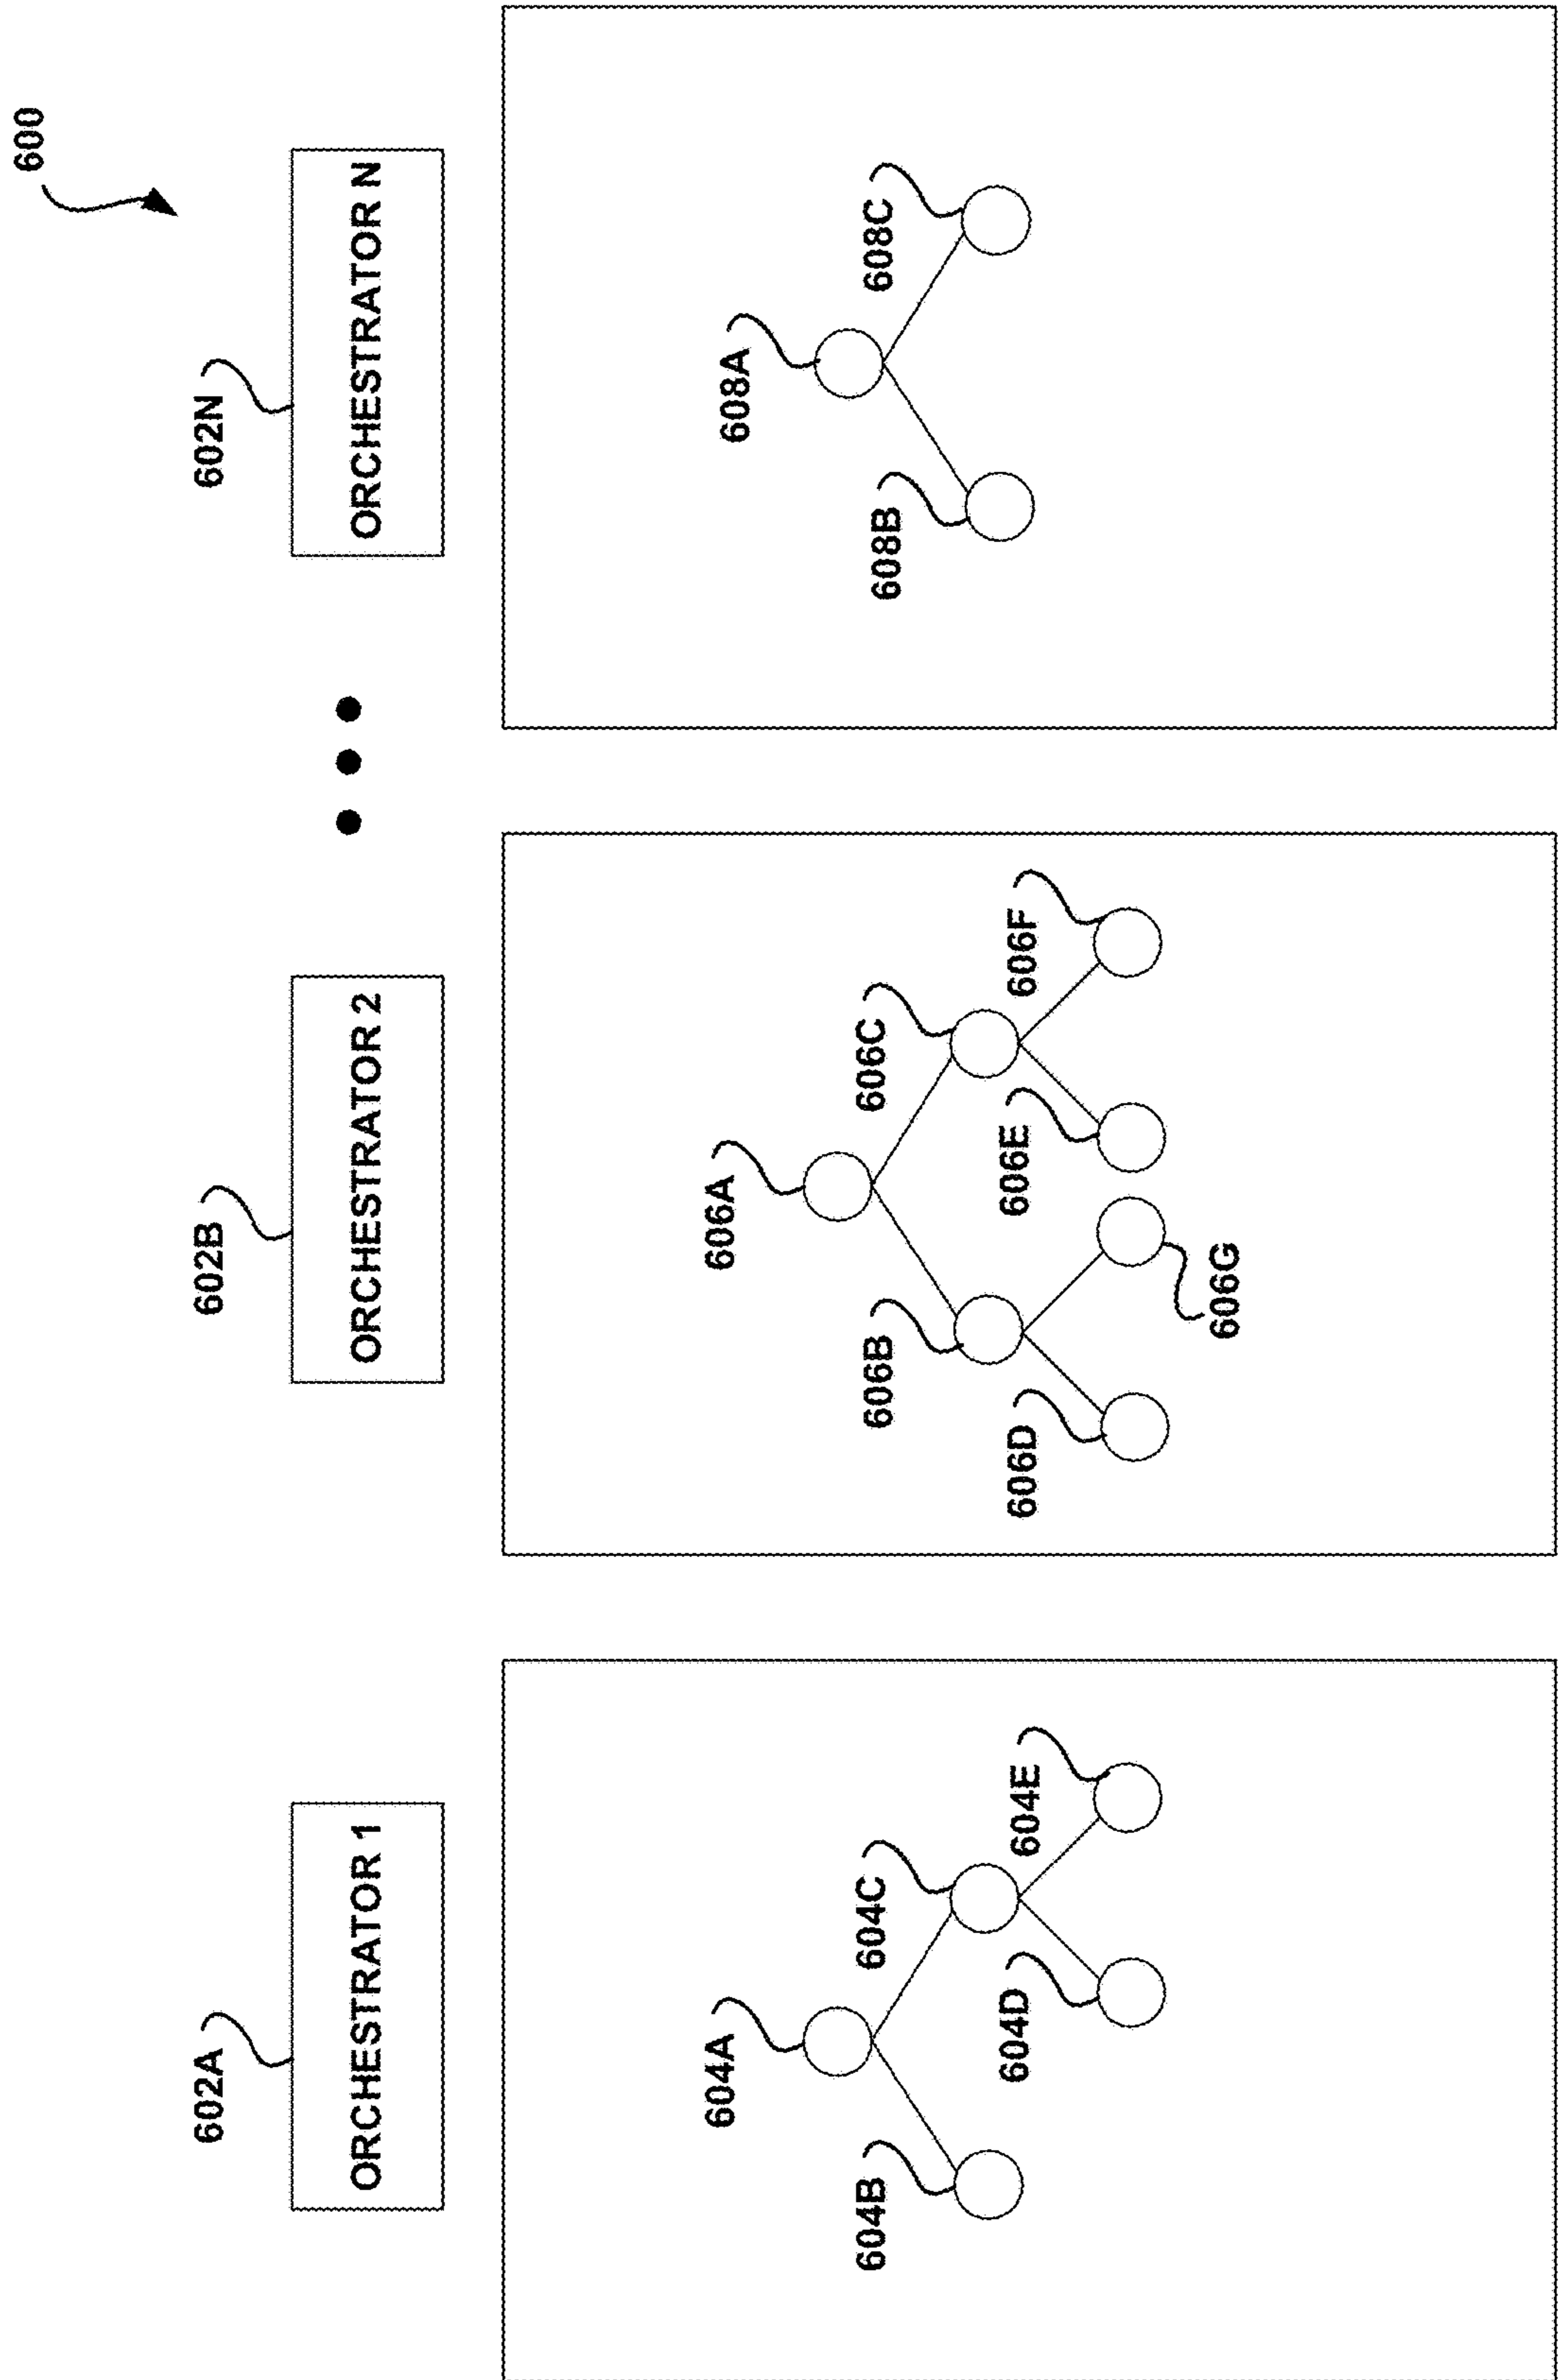 600
602A
602B
602N
ORCHESTRATOR 1
ORCHESTRATOR 2
ORCHESTRATOR N
604A
604B
604C
604D
604E
606A
606B
606C
606D
606E
606F
606G
608A
608B
608C